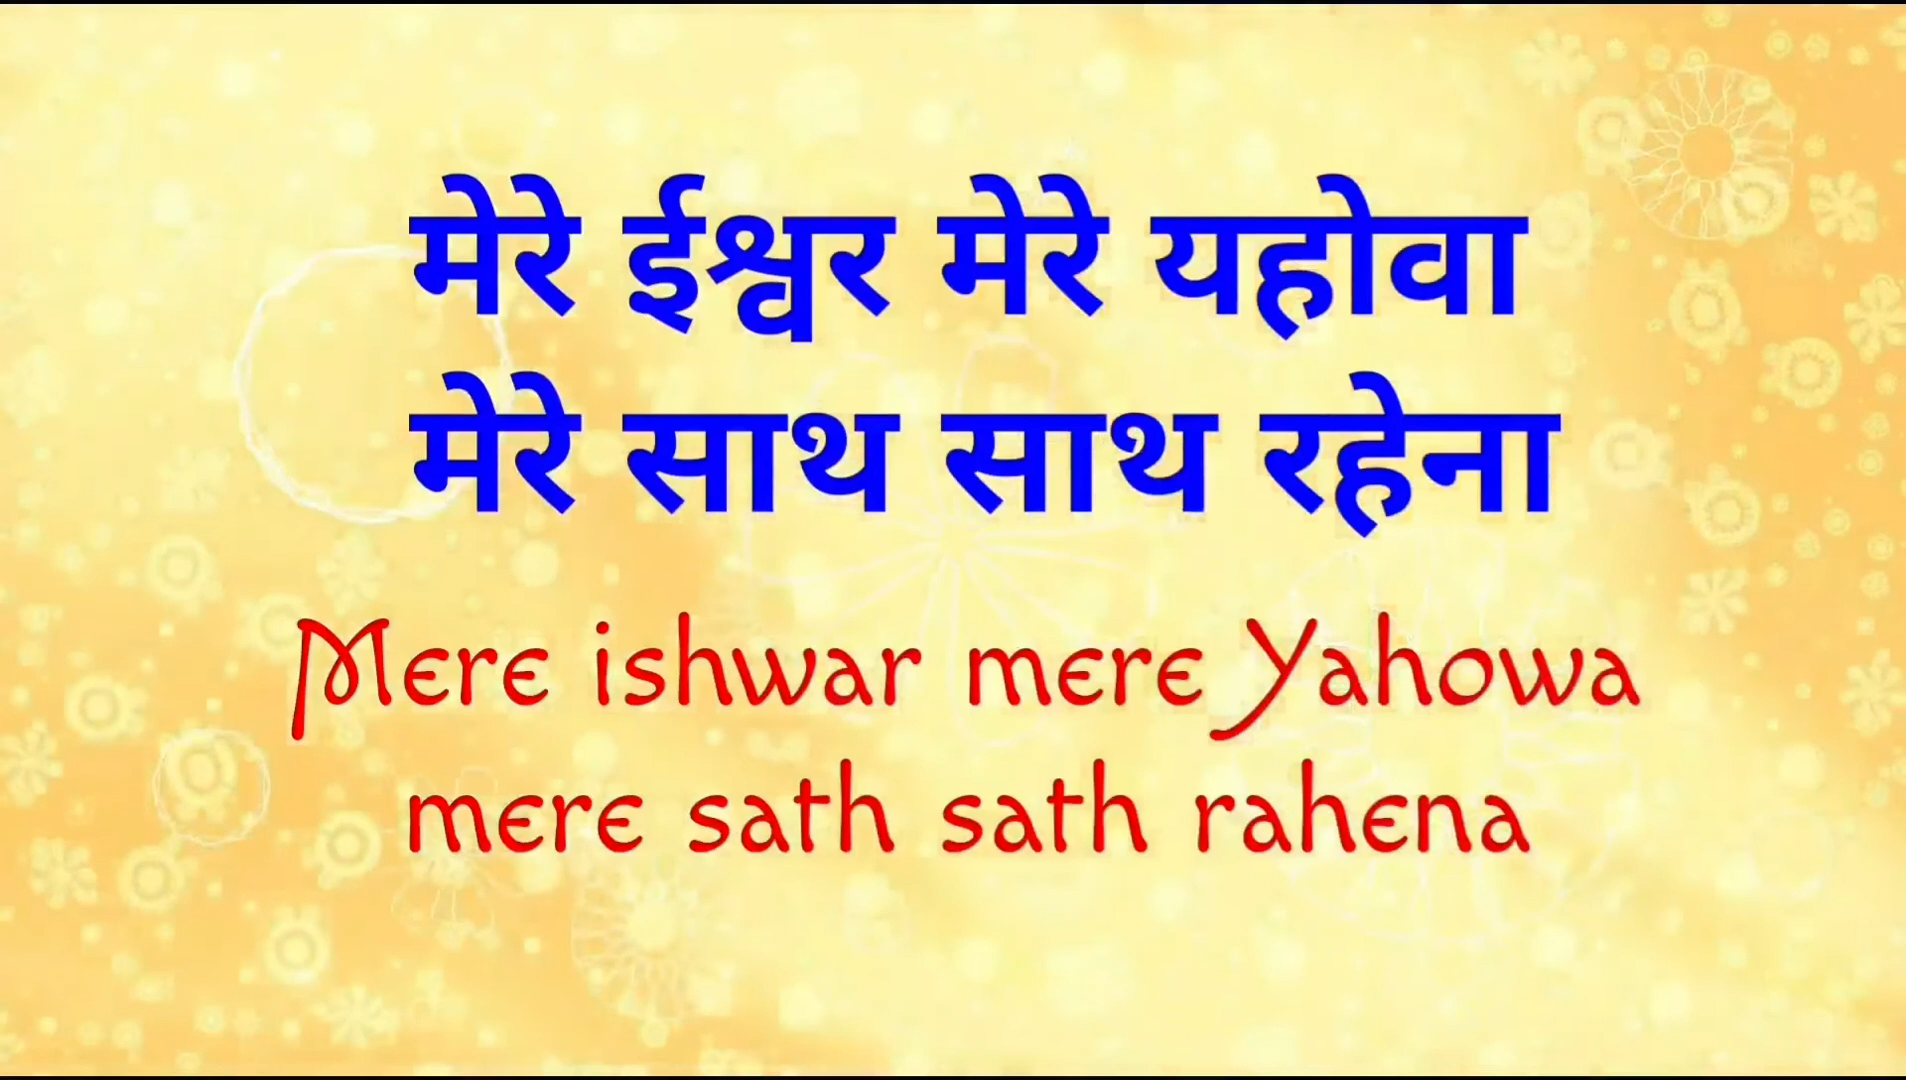 मेरे ईश्वर मेरे यहोवा
मेरे साथ साथ रहेना
Mere ishwar mere Yahowa
mere sath sath rahena